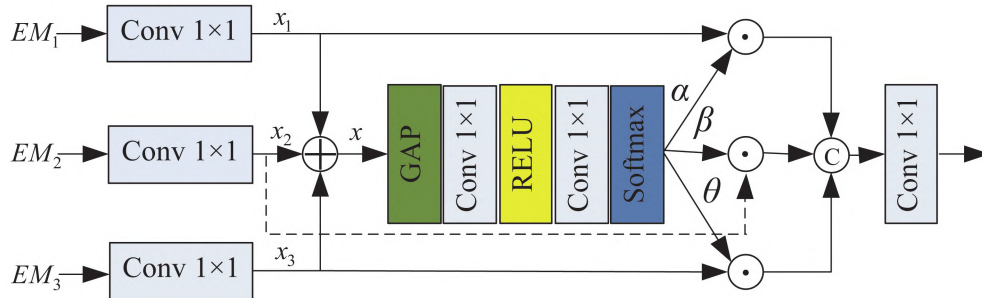 EM₁
Conv 1×1
x₁
EM₂
Conv 1×1
x₂
x
GAP
Conv 1×1
RELU
Conv 1×1
Softmax
α
β
θ
C
Conv 1×1
EM₃
Conv 1×1
x₃